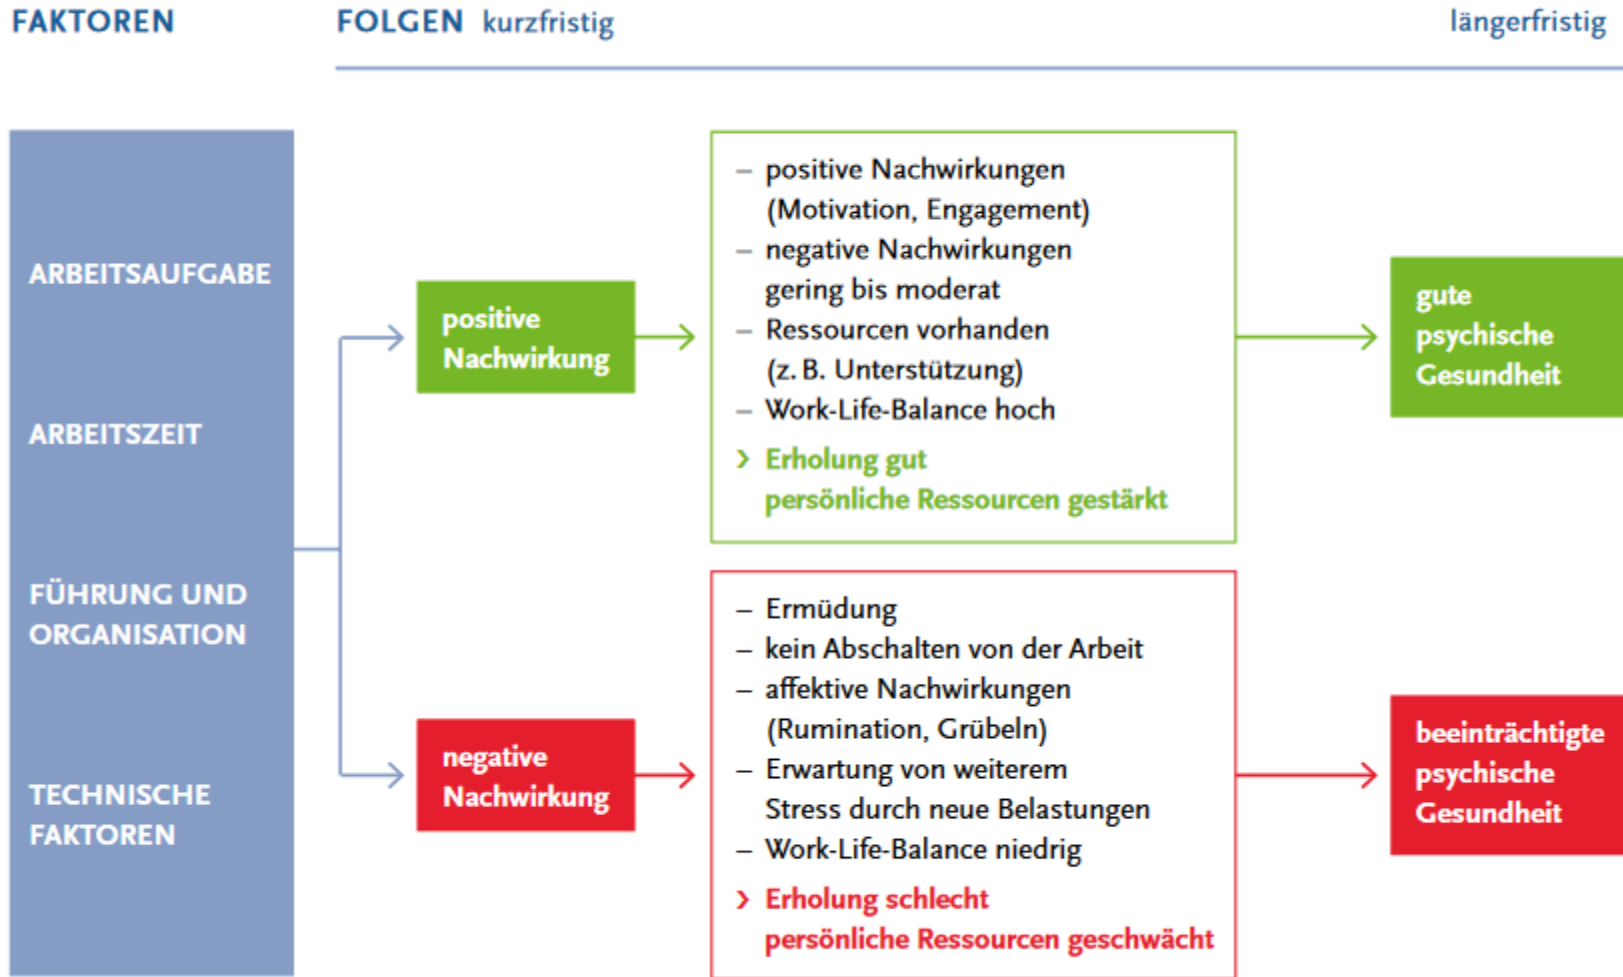 FAKTOREN
FOLGEN kurzfristig
längerfristig
ARBEITSAUFGABE
ARBEITSZEIT
FÜHRUNG UND
ORGANISATION
TECHNISCHE
FAKTOREN
positive
Nachwirkung
– positive Nachwirkungen
(Motivation, Engagement)
– negative Nachwirkungen
gering bis moderat
– Ressourcen vorhanden
(z. B. Unterstützung)
– Work-Life-Balance hoch
› Erholung gut
persönliche Ressourcen gestärkt
gute
psychische
Gesundheit
negative
Nachwirkung
– Ermüdung
– kein Abschalten von der Arbeit
– affektive Nachwirkungen
(Rumination, Grübeln)
– Erwartung von weiterem
Stress durch neue Belastungen
– Work-Life-Balance niedrig
› Erholung schlecht
persönliche Ressourcen geschwächt
beeinträchtigte
psychische
Gesundheit